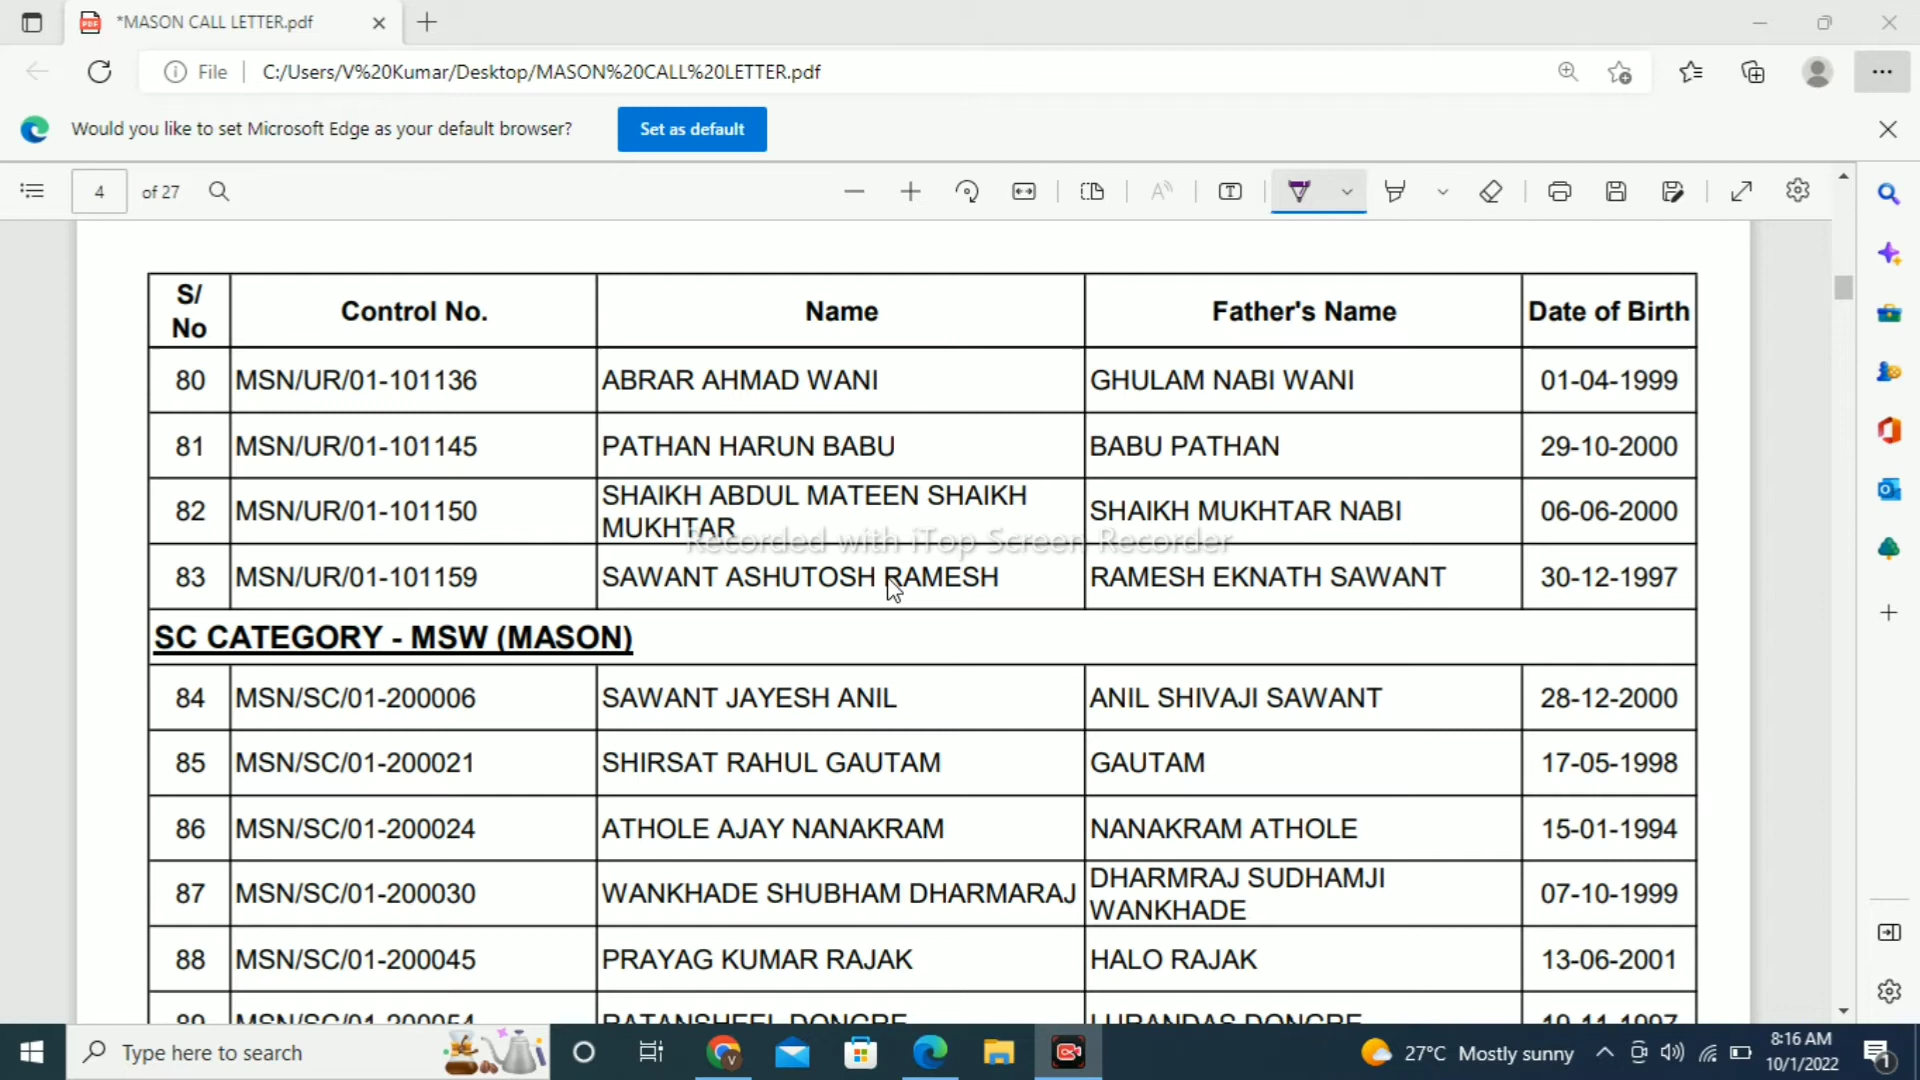 *MASON CALL LETTER.pdf
File C:/Users/V%20Kumar/Desktop/MASON%20CALL%20LETTER.pdf
Would you like to set Microsoft Edge as your default browser? Set as default
4 of 27
S/ No Control No. Name Father's Name Date of Birth
80 MSN/UR/01-101136 ABRAR AHMAD WANI GHULAM NABI WANI 01-04-1999
81 MSN/UR/01-101145 PATHAN HARUN BABU BABU PATHAN 29-10-2000
82 MSN/UR/01-101150 SHAIKH ABDUL MATEEN SHAIKH MUKHTAR SHAIKH MUKHTAR NABI 06-06-2000
Recorded with iTop Screen Recorder
83 MSN/UR/01-101159 SAWANT ASHUTOSH RAMESH RAMESH EKNATH SAWANT 30-12-1997
SC CATEGORY - MSW (MASON)
84 MSN/SC/01-200006 SAWANT JAYESH ANIL ANIL SHIVAJI SAWANT 28-12-2000
85 MSN/SC/01-200021 SHIRSAT RAHUL GAUTAM GAUTAM 17-05-1998
86 MSN/SC/01-200024 ATHOLE AJAY NANAKRAM NANAKRAM ATHOLE 15-01-1994
87 MSN/SC/01-200030 WANKHADE SHUBHAM DHARMARAJ DHARMRAJ SUDHAMJI WANKHADE 07-10-1999
88 MSN/SC/01-200045 PRAYAG KUMAR RAJAK HALO RAJAK 13-06-2001
Type here to search 27°C Mostly sunny 8:16 AM
10/1/2022 1